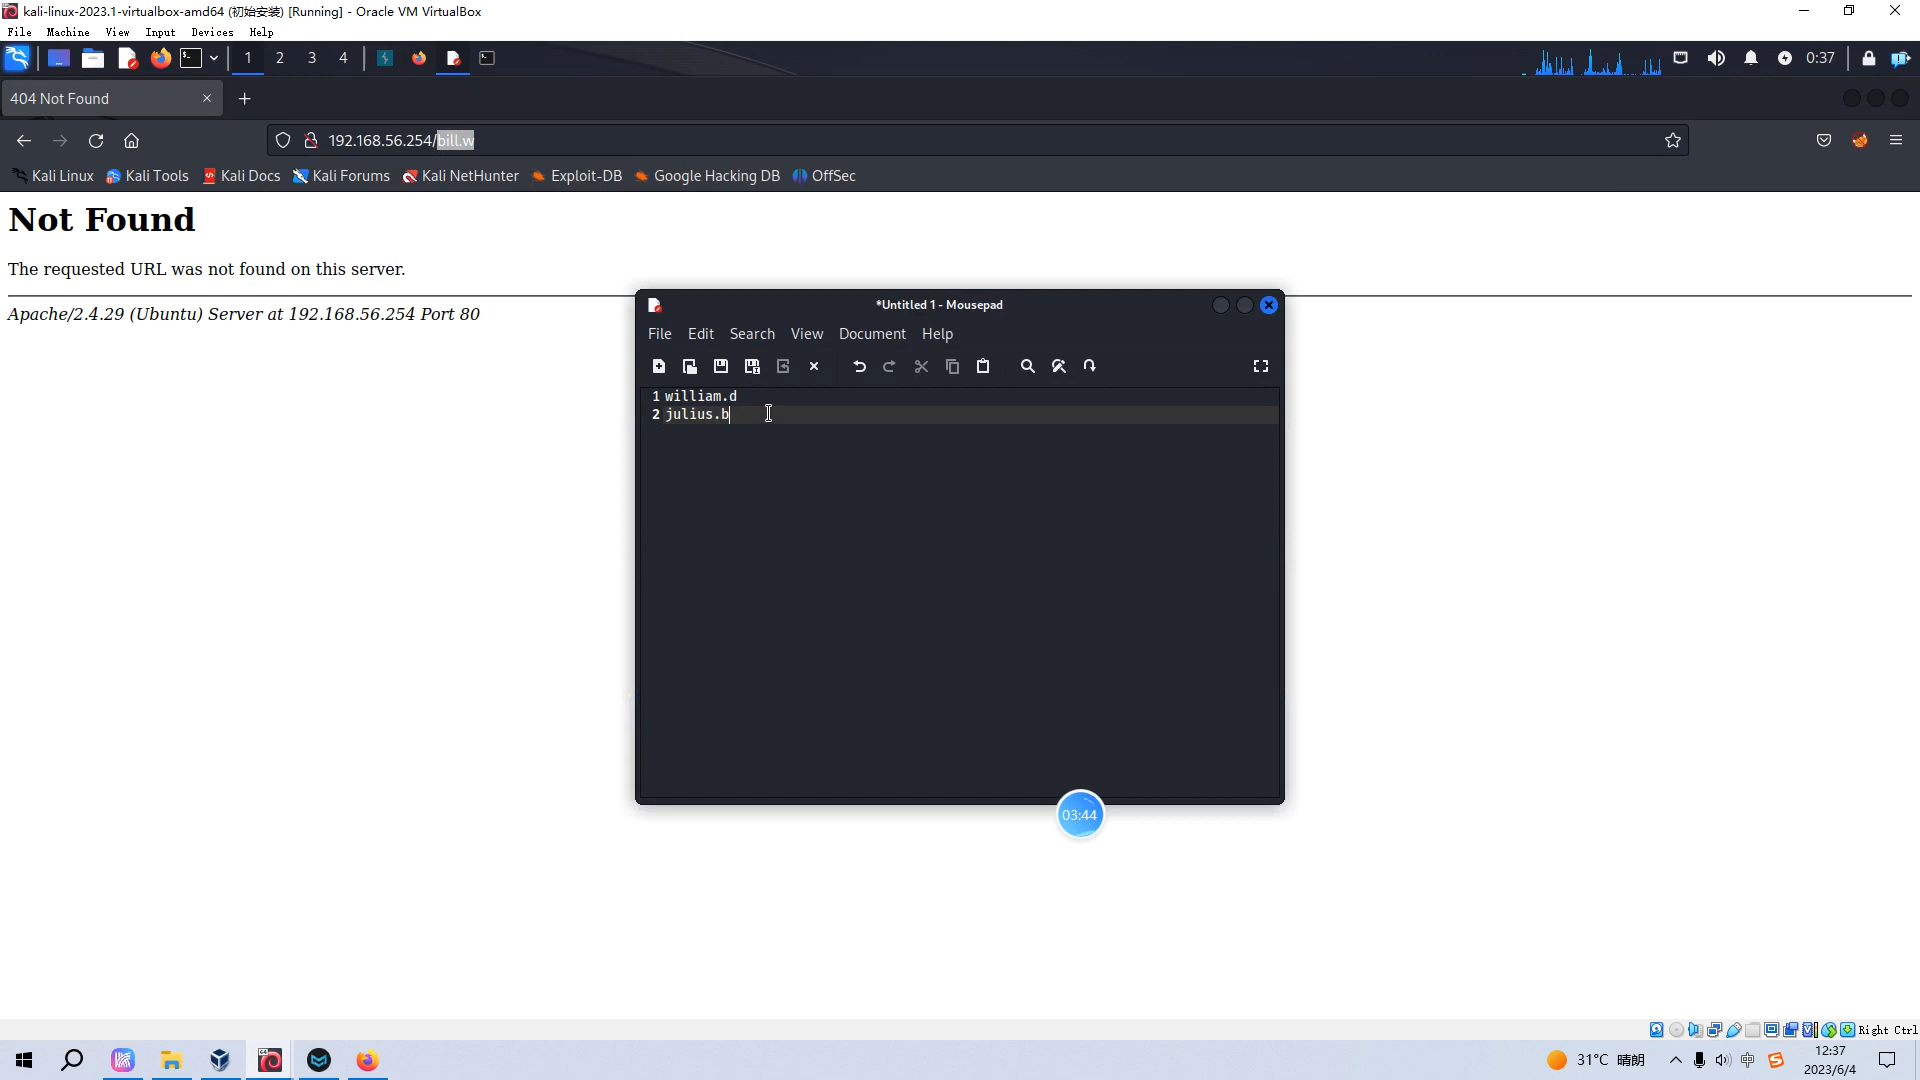 kali-linux-2023.1-virtualbox-amd64 (初始安装) [Running] - Oracle VM VirtualBox
File Machine View Input Devices Help
1 2 3 4 0:37
404 Not Found
192.168.56.254/bill.w
Kali Linux Kali Tools Kali Docs Kali Forums Kali NetHunter Exploit-DB Google Hacking DB OffSec
Not Found
The requested URL was not found on this server.
Apache/2.4.29 (Ubuntu) Server at 192.168.56.254 Port 80
*Untitled 1 - Mousepad
File Edit Search View Document Help
1 william.d
2 julius.b
03:44
Right Ctrl
31°C 晴朗 中 12:37
2023/6/4